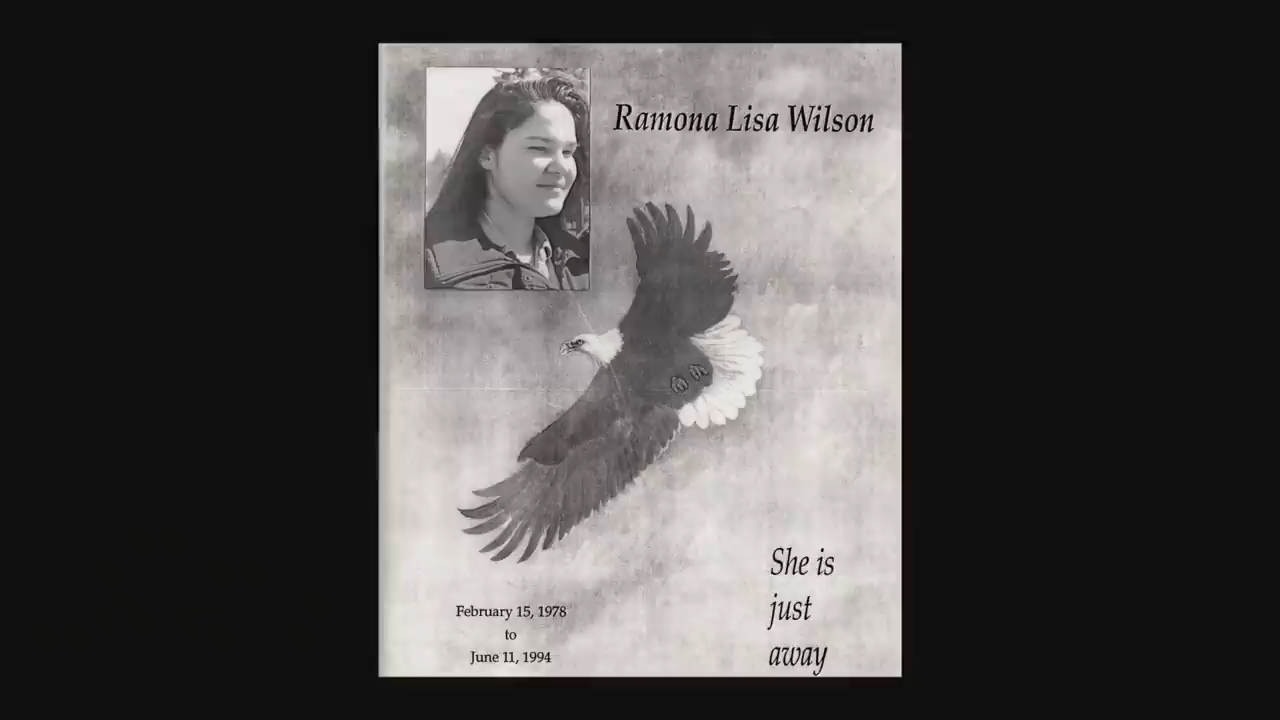 Ramona Lisa Wilson
She is
just
away
February 15, 1978
to
June 11, 1994